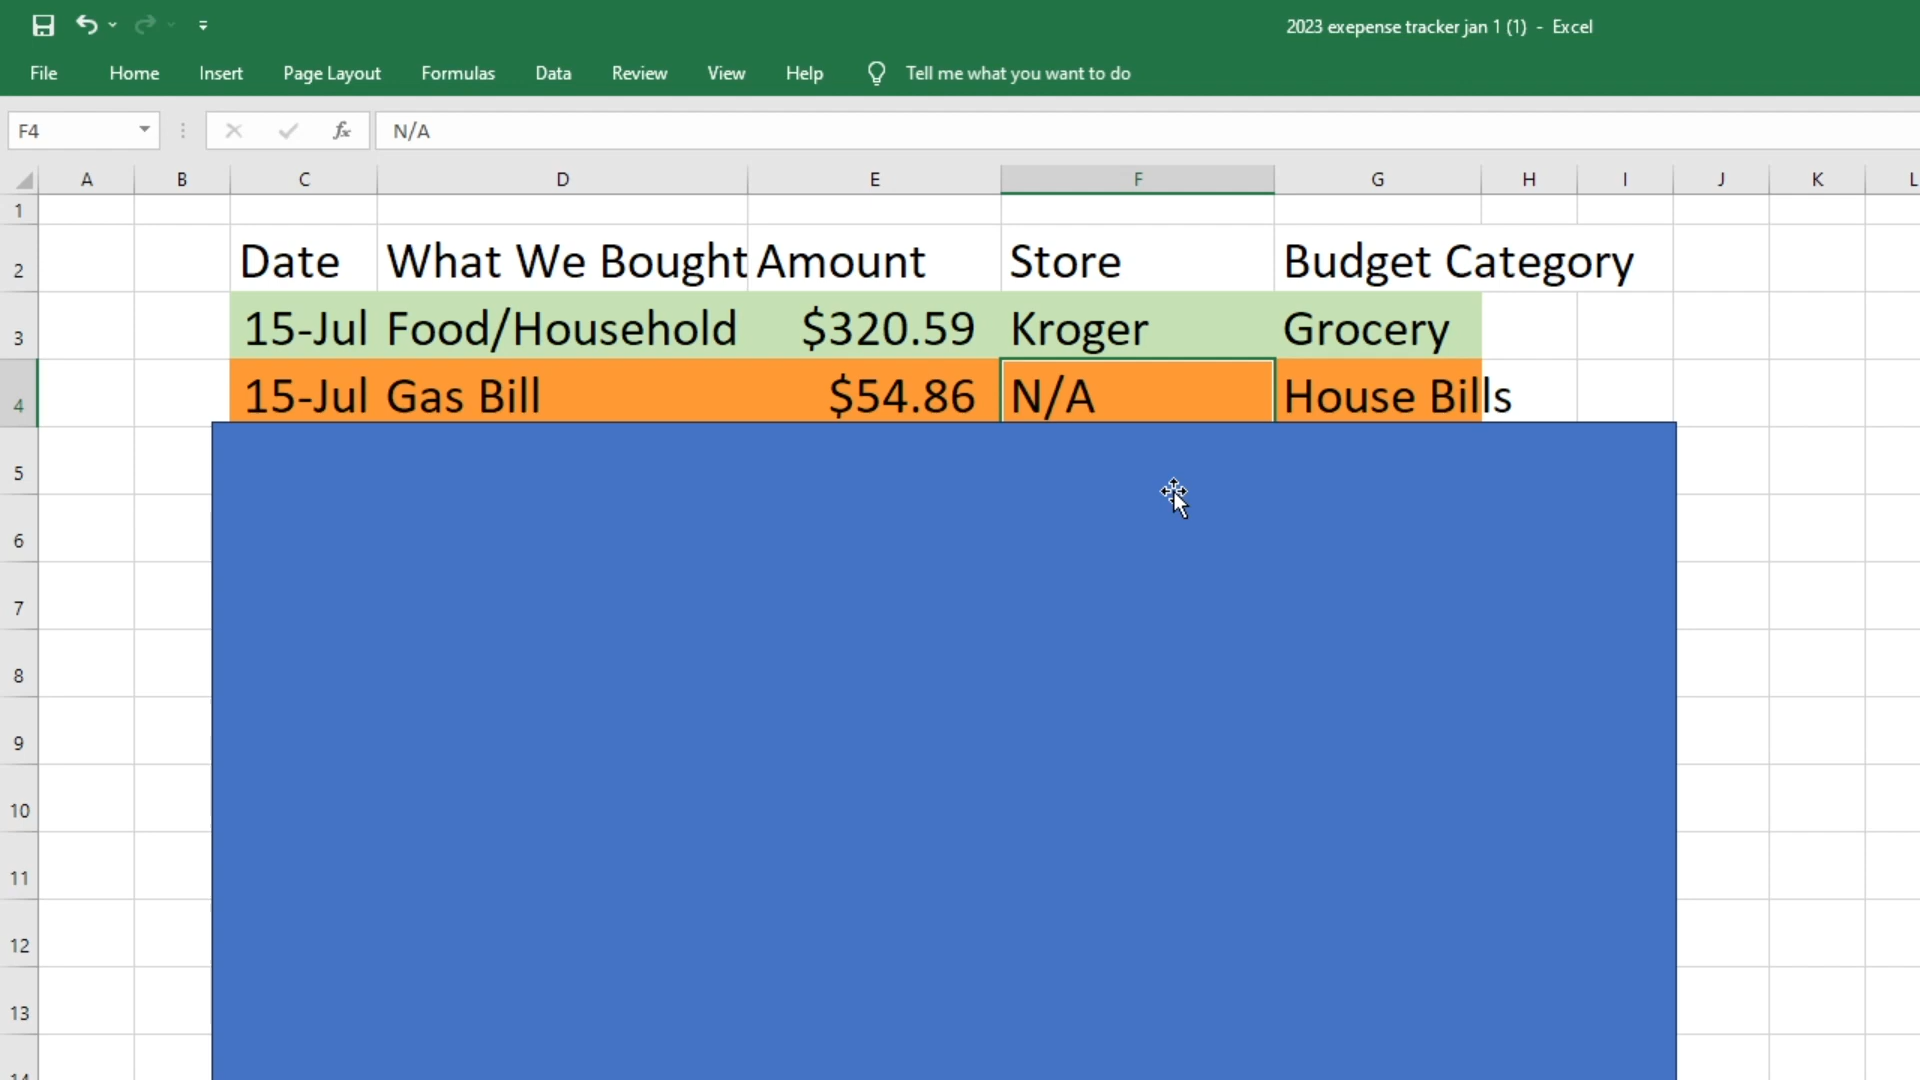 2023 exepense tracker jan 1 (1) - Excel
File Home Insert Page Layout Formulas Data Review View Help Tell me what you want to do
F4 fx N/A
A B C D E F G H I J K L
1
2 Date What We Bought Amount Store Budget Category
3 15-Jul Food/Household $320.59 Kroger Grocery
4 15-Jul Gas Bill $54.86 N/A House Bills
5
6
7
8
9
10
11
12
13
14